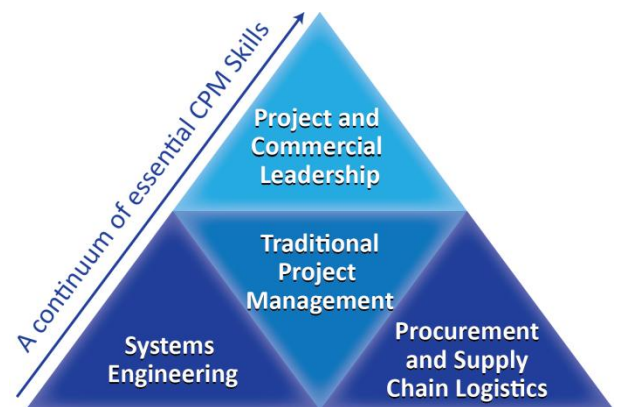 A continuum of essential CPM Skills
Project and
Commercial
Leadership
Traditional
Project
Management
Systems
Engineering
Procurement
and Supply
Chain Logistics